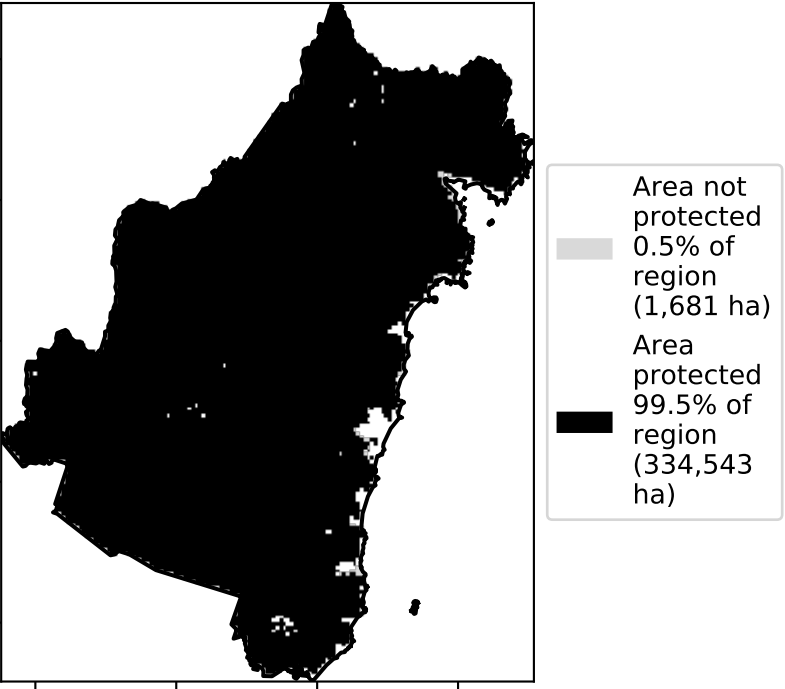 Area not
protected
0.5% of
region
(1,681 ha)
Area
protected
99.5% of
region
(334,543
ha)